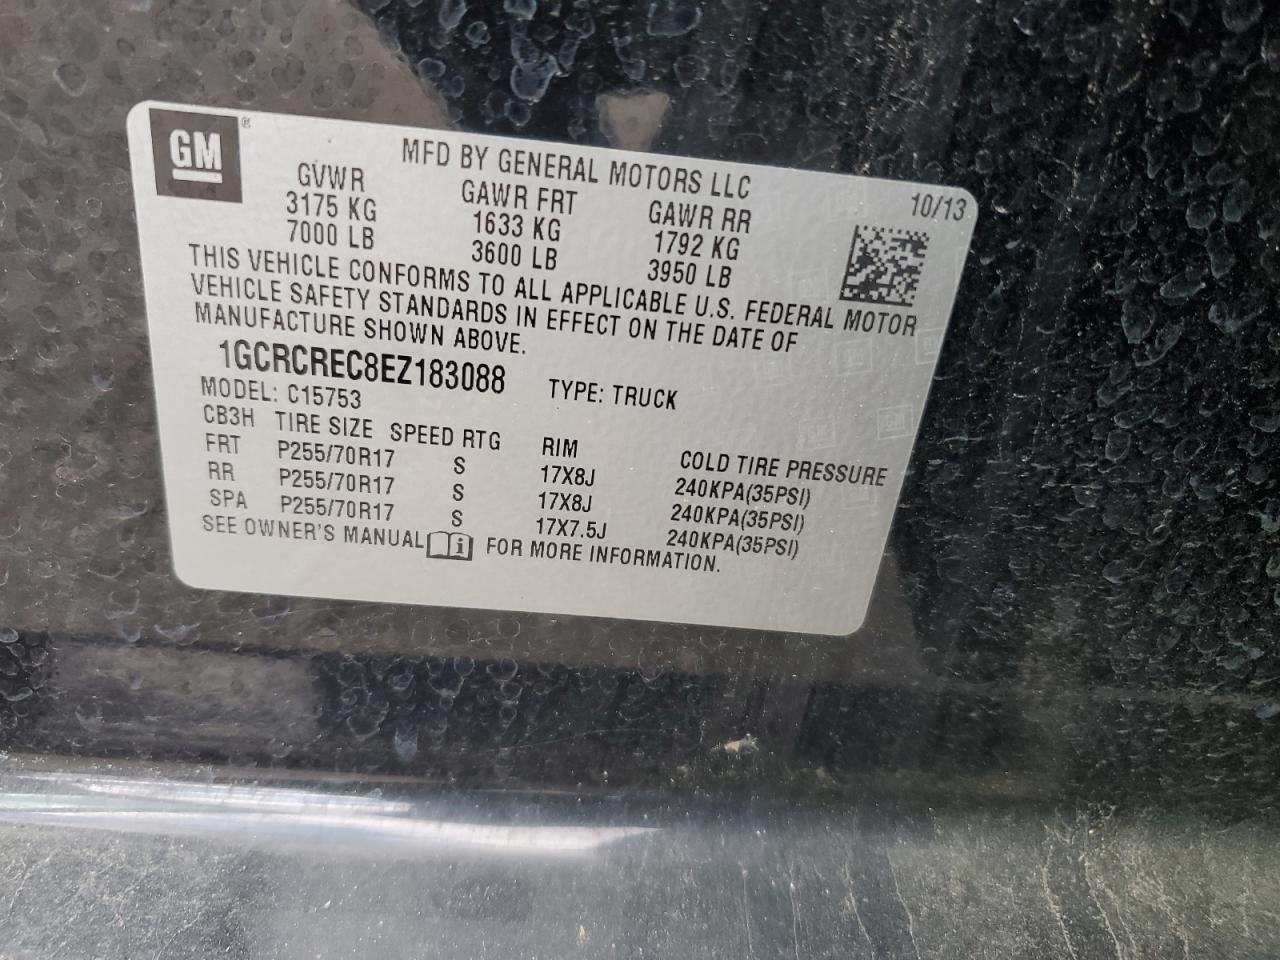 GM ®
MFD BY GENERAL MOTORS LLC
10/13
GVWR GAWR FRT GAWR RR
3175 KG 1633 KG 1792 KG
7000 LB 3600 LB 3950 LB
THIS VEHICLE CONFORMS TO ALL APPLICABLE U.S. FEDERAL MOTOR
VEHICLE SAFETY STANDARDS IN EFFECT ON THE DATE OF
MANUFACTURE SHOWN ABOVE.
1GCRCREC8EZ183088 TYPE: TRUCK
MODEL: C15753
CB3H TIRE SIZE SPEED RTG RIM COLD TIRE PRESSURE
FRT P255/70R17 S 17X8J 240KPA(35PSI)
RR P255/70R17 S 17X8J 240KPA(35PSI)
SPA P255/70R17 S 17X7.5J 240KPA(35PSI)
SEE OWNER'S MANUAL i FOR MORE INFORMATION.